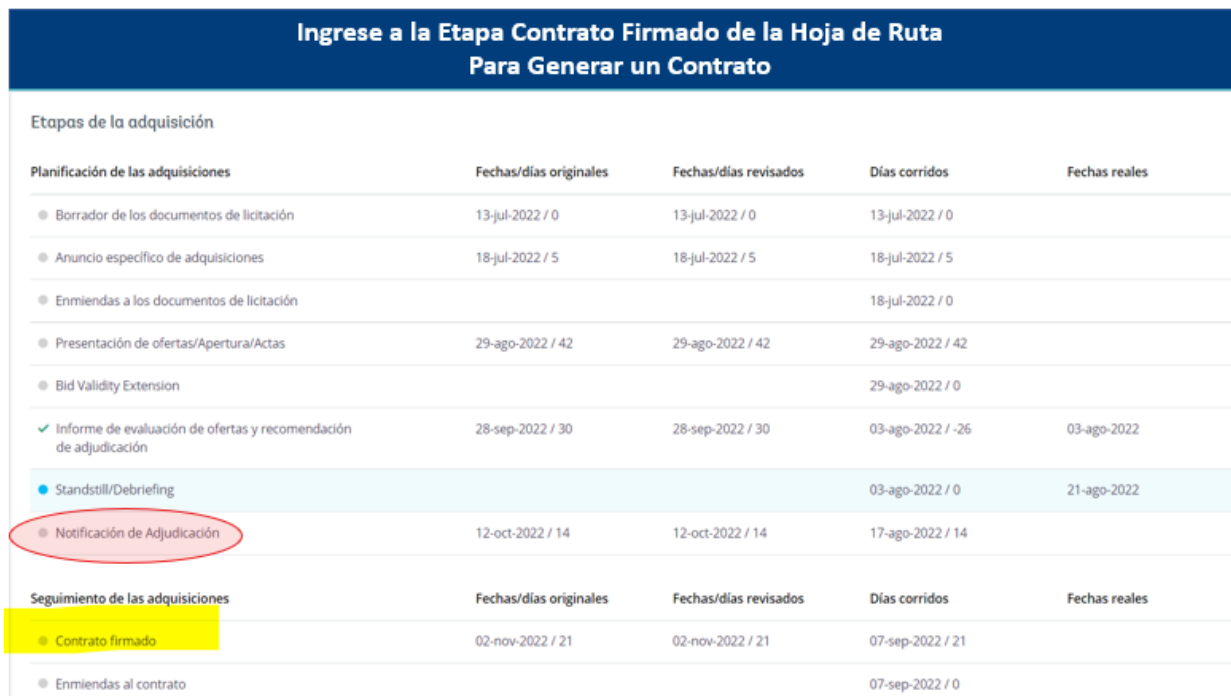 Ingrese a la Etapa Contrato Firmado de la Hoja de Ruta
Para Generar un Contrato
Etapas de la adquisición
Planificación de las adquisiciones Fechas/días originales Fechas/días revisados Días corridos Fechas reales
Borrador de los documentos de licitación 13-jul-2022 / 0 13-jul-2022 / 0 13-jul-2022 / 0
Anuncio específico de adquisiciones 18-jul-2022 / 5 18-jul-2022 / 5 18-jul-2022 / 5
Enmiendas a los documentos de licitación 18-jul-2022 / 0
Presentación de ofertas/Apertura/Actas 29-ago-2022 / 42 29-ago-2022 / 42 29-ago-2022 / 42
Bid Validity Extension 29-ago-2022 / 0
Informe de evaluación de ofertas y recomendación 28-sep-2022 / 30 28-sep-2022 / 30 03-ago-2022 / -26 03-ago-2022
de adjudicación
Standstill/Debriefing 03-ago-2022 / 0 21-ago-2022
Notificación de Adjudicación 12-oct-2022 / 14 12-oct-2022 / 14 17-ago-2022 / 14
Seguimiento de las adquisiciones Fechas/días originales Fechas/días revisados Días corridos Fechas reales
Contrato firmado 02-nov-2022 / 21 02-nov-2022 / 21 07-sep-2022 / 21
Enmiendas al contrato 07-sep-2022 / 0